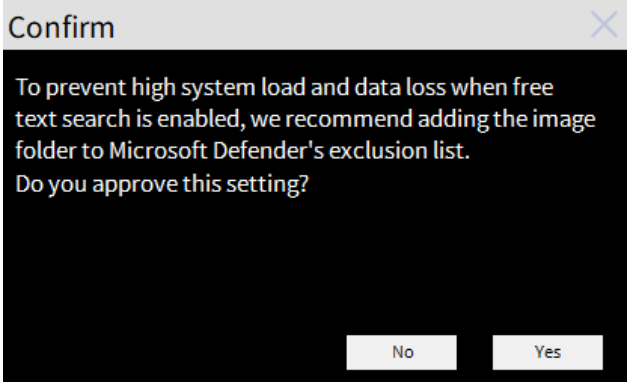 Confirm
To prevent high system load and data loss when free
text search is enabled, we recommend adding the image
folder to Microsoft Defender's exclusion list.
Do you approve this setting?
No
Yes